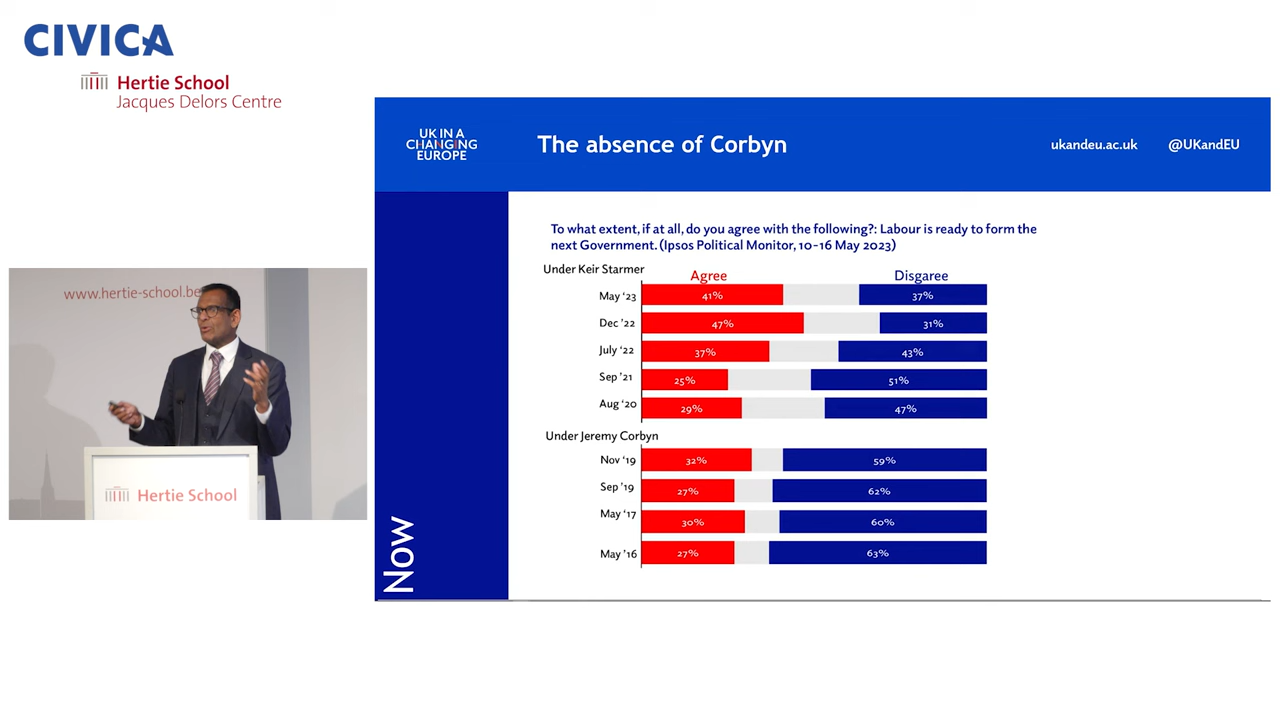 CIVICA
Hertie School
Jacques Delors Centre
UK IN A
CHANGING
EUROPE
The absence of Corbyn
ukandeu.ac.uk
@UKandEU
To what extent, if at all, do you agree with the following?: Labour is ready to form the
next Government. (Ipsos Political Monitor, 10-16 May 2023)
Under Keir Starmer
Agree
Disgaree
May ‘23
41%
37%
Dec ’22
47%
31%
July ‘22
37%
43%
Sep ’21
25%
51%
Aug ‘20
29%
47%
Under Jeremy Corbyn
Nov ‘19
32%
59%
Sep ’19
27%
62%
May ‘17
30%
60%
May ’16
27%
63%
Now
www.hertie-school.be
Hertie School